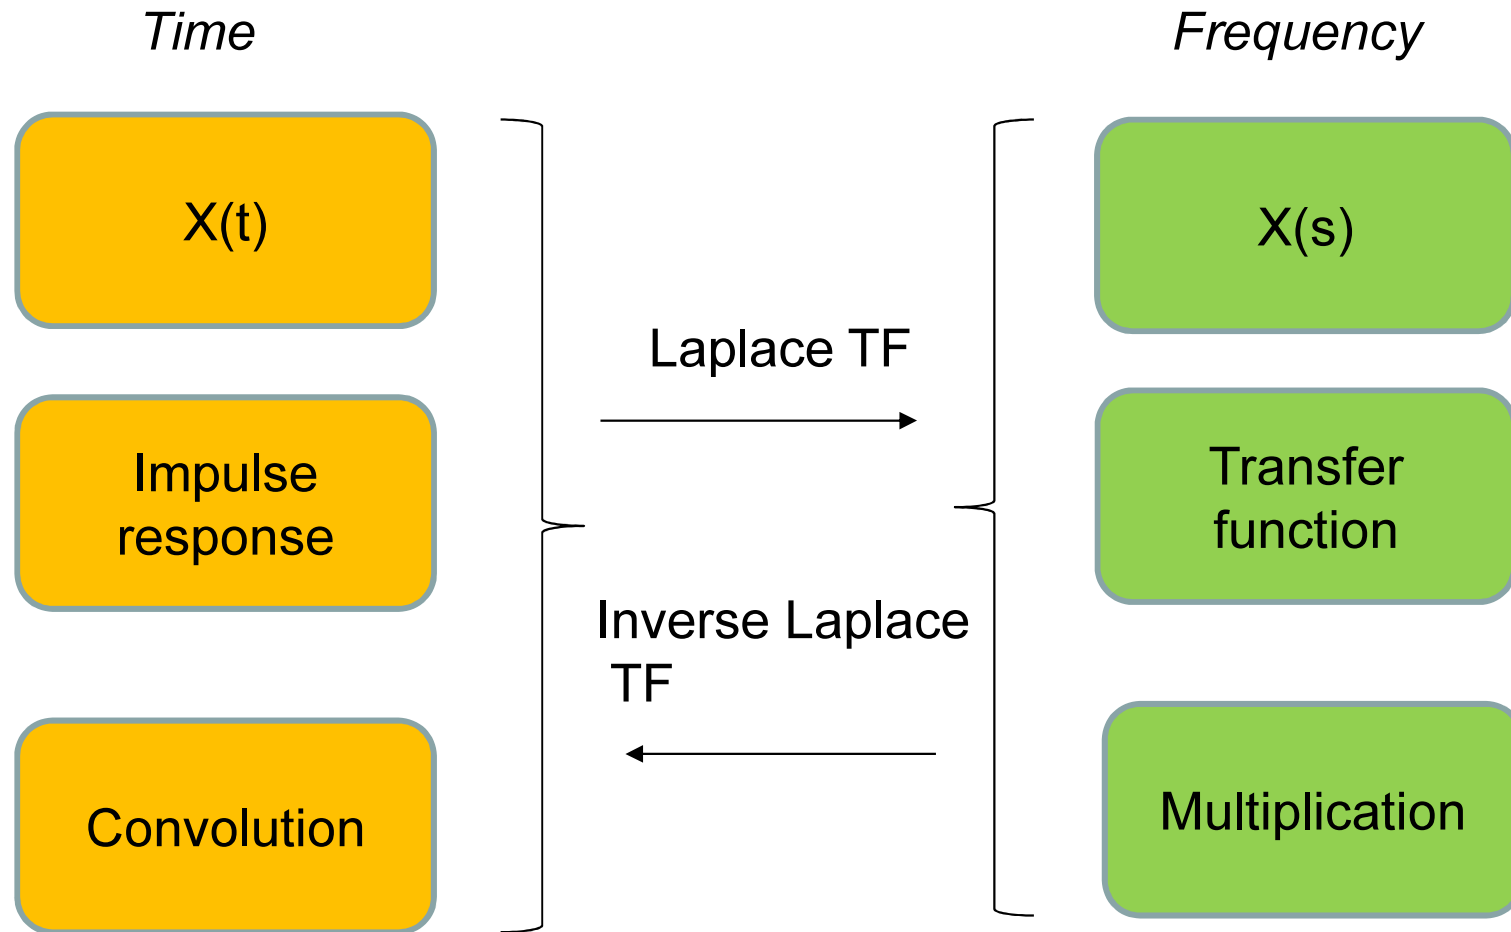 Time
Frequency
X(t)
X(s)
Laplace TF
Impulse
response
Transfer
function
Inverse Laplace
TF
Convolution
Multiplication